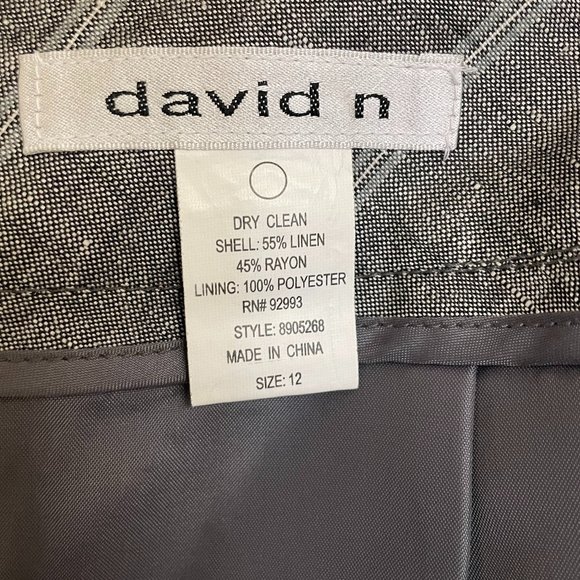 david n
DRY CLEAN
SHELL: 55% LINEN
45% RAYON
LINING: 100% POLYESTER
RN# 92993
STYLE: 8905268
MADE IN CHINA
SIZE: 12